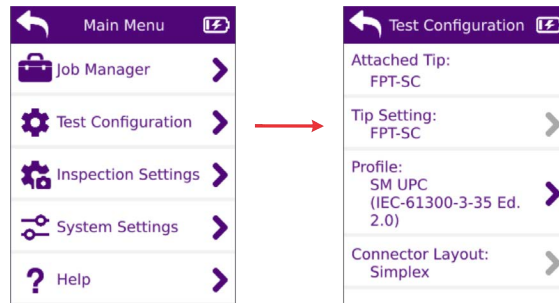 Main Menu
Job Manager
Test Configuration
Inspection Settings
System Settings
? Help
Test Configuration
Attached Tip:
FPT-SC
Tip Setting:
FPT-SC
Profile:
SM UPC
(IEC-61300-3-35 Ed.
2.0)
Connector Layout:
Simplex